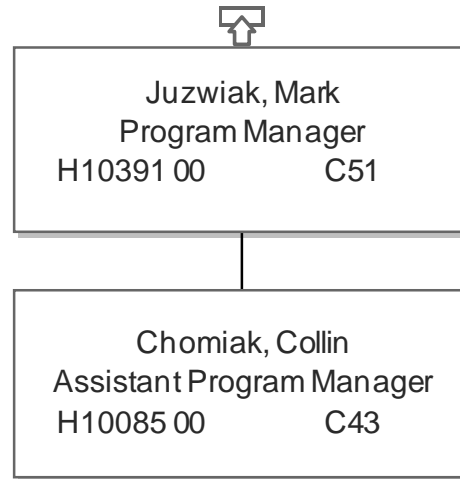 Juzwiak, Mark
Program Manager
H10391 00 C51
Chomiak, Collin
Assistant Program Manager
H10085 00 C43